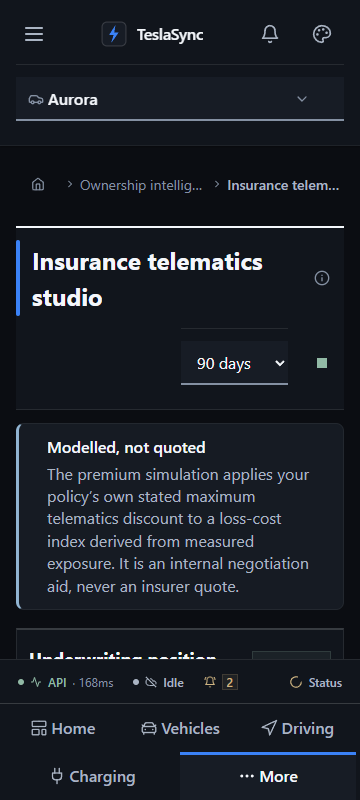 TeslaSync
Aurora
Ownership intellig... Insurance telem...
Insurance telematics
studio
90 days
Modelled, not quoted
The premium simulation applies your
policy's own stated maximum
telematics discount to a loss-cost
index derived from measured
exposure. It is an internal negotiation
aid, never an insurer quote.
Underwriting position
API · 168ms Idle 2 Status
Home Vehicles Driving
Charging More